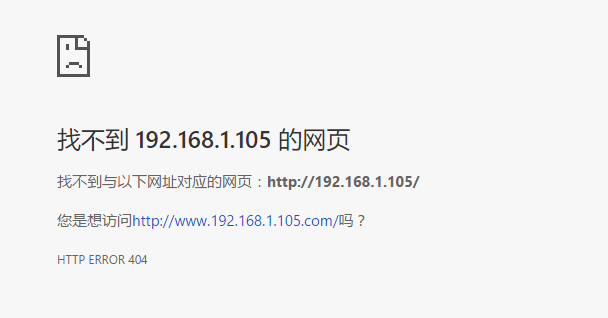 找不到 192.168.1.105 的网页
找不到与以下网址对应的网页：http://192.168.1.105/
您是想访问http://www.192.168.1.105.com/吗？
HTTP ERROR 404